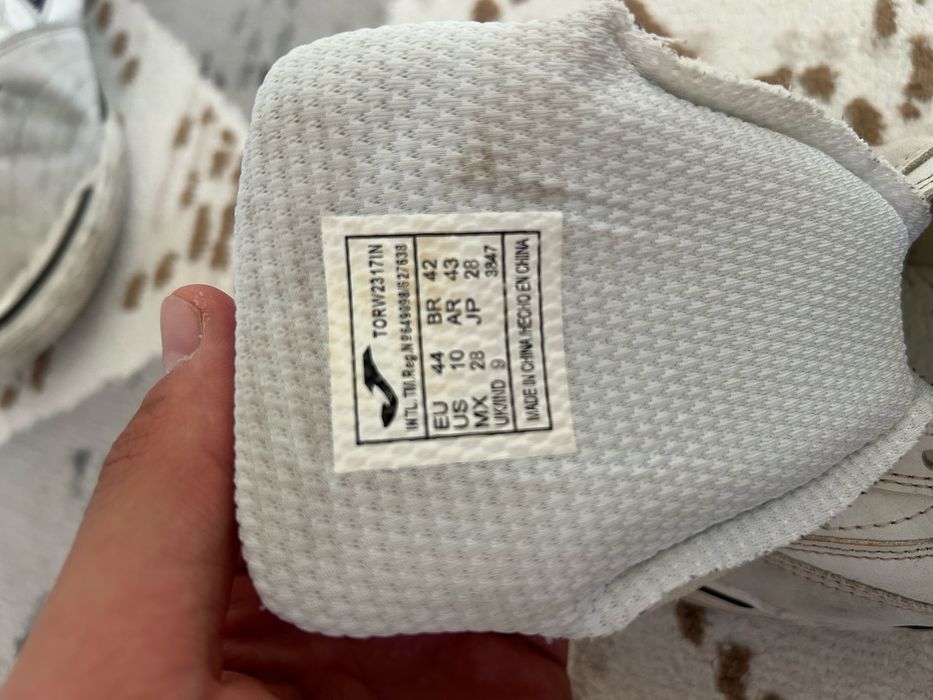 TORW2317IN
INTL.TM.Reg.Nº649098/627638
EU 44 BR 42
US 10 AR 43
MX 28 JP 28
UK/IND 9 3847
MADE IN CHINA/HECHO EN CHINA